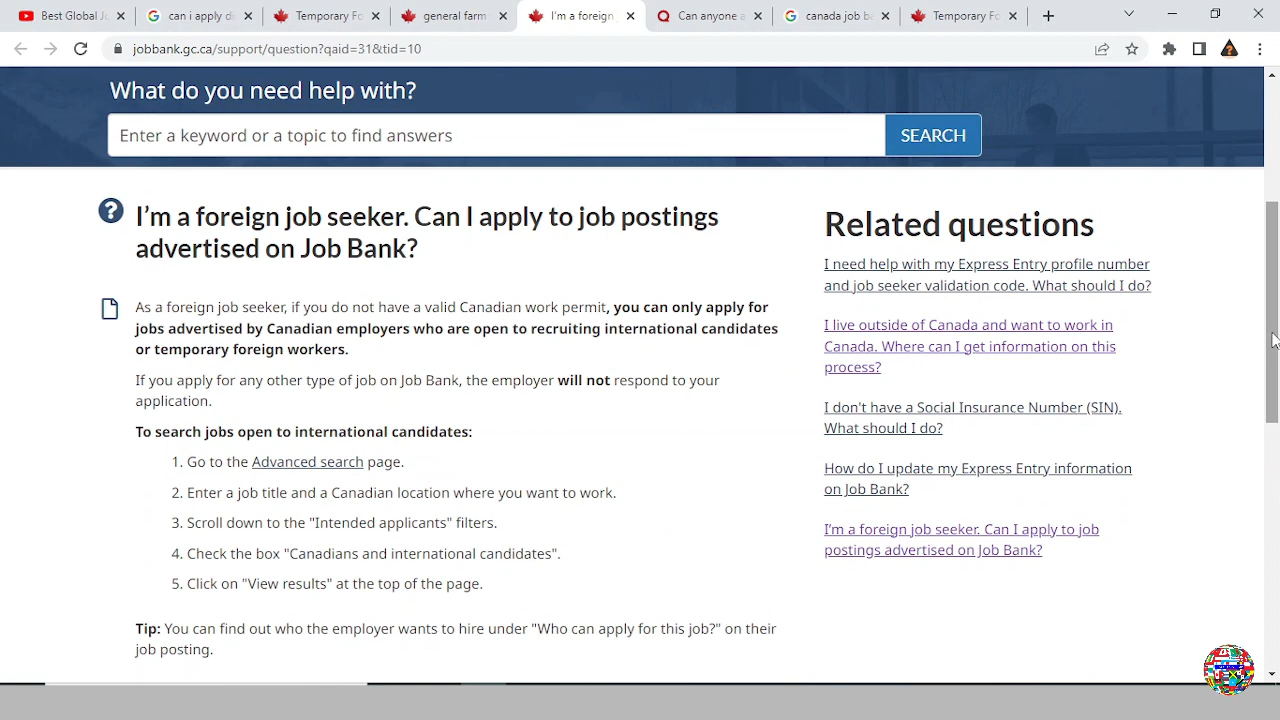 Best Global J
can i apply di
Temporary Fo
general farm
I'm a foreign
Can anyone a
canada job ba
Temporary Fo
jobbank.gc.ca/support/question?qaid=31&tid=10
What do you need help with?
Enter a keyword or a topic to find answers
SEARCH
I'm a foreign job seeker. Can I apply to job postings
advertised on Job Bank?
As a foreign job seeker, if you do not have a valid Canadian work permit, you can only apply for
jobs advertised by Canadian employers who are open to recruiting international candidates
or temporary foreign workers.
If you apply for any other type of job on Job Bank, the employer will not respond to your
application.
To search jobs open to international candidates:
1. Go to the Advanced search page.
2. Enter a job title and a Canadian location where you want to work.
3. Scroll down to the "Intended applicants" filters.
4. Check the box "Canadians and international candidates".
5. Click on "View results" at the top of the page.
Tip: You can find out who the employer wants to hire under "Who can apply for this job?" on their
job posting.
Related questions
I need help with my Express Entry profile number
and job seeker validation code. What should I do?
I live outside of Canada and want to work in
Canada. Where can I get information on this
process?
I don't have a Social Insurance Number (SIN).
What should I do?
How do I update my Express Entry information
on Job Bank?
I'm a foreign job seeker. Can I apply to job
postings advertised on Job Bank?